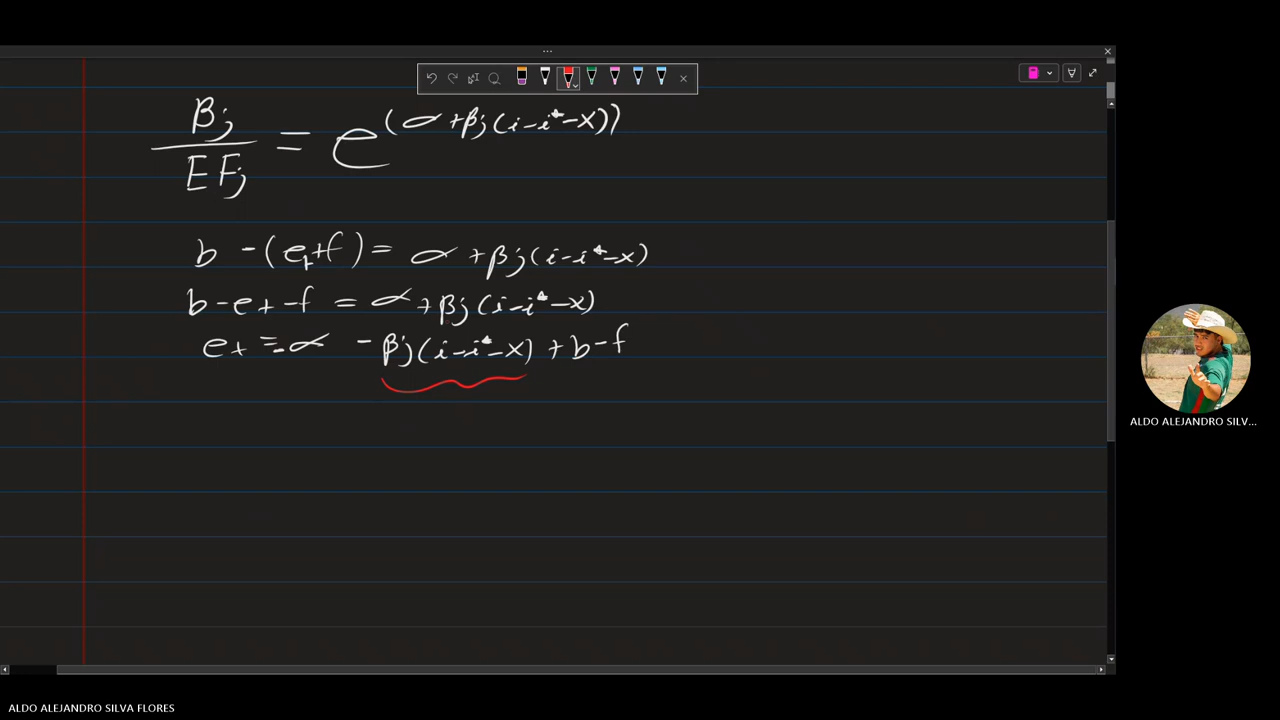 Bj
EFj
= e^(α+βj(i-i*-x))
b -(et+f) = α +βj(i-i*-x)
b-et-f = α+βj(i-i*-x)
et =-α -βj(i-i*-x) +b-f
ALDO ALEJANDRO SILV...
ALDO ALEJANDRO SILVA FLORES